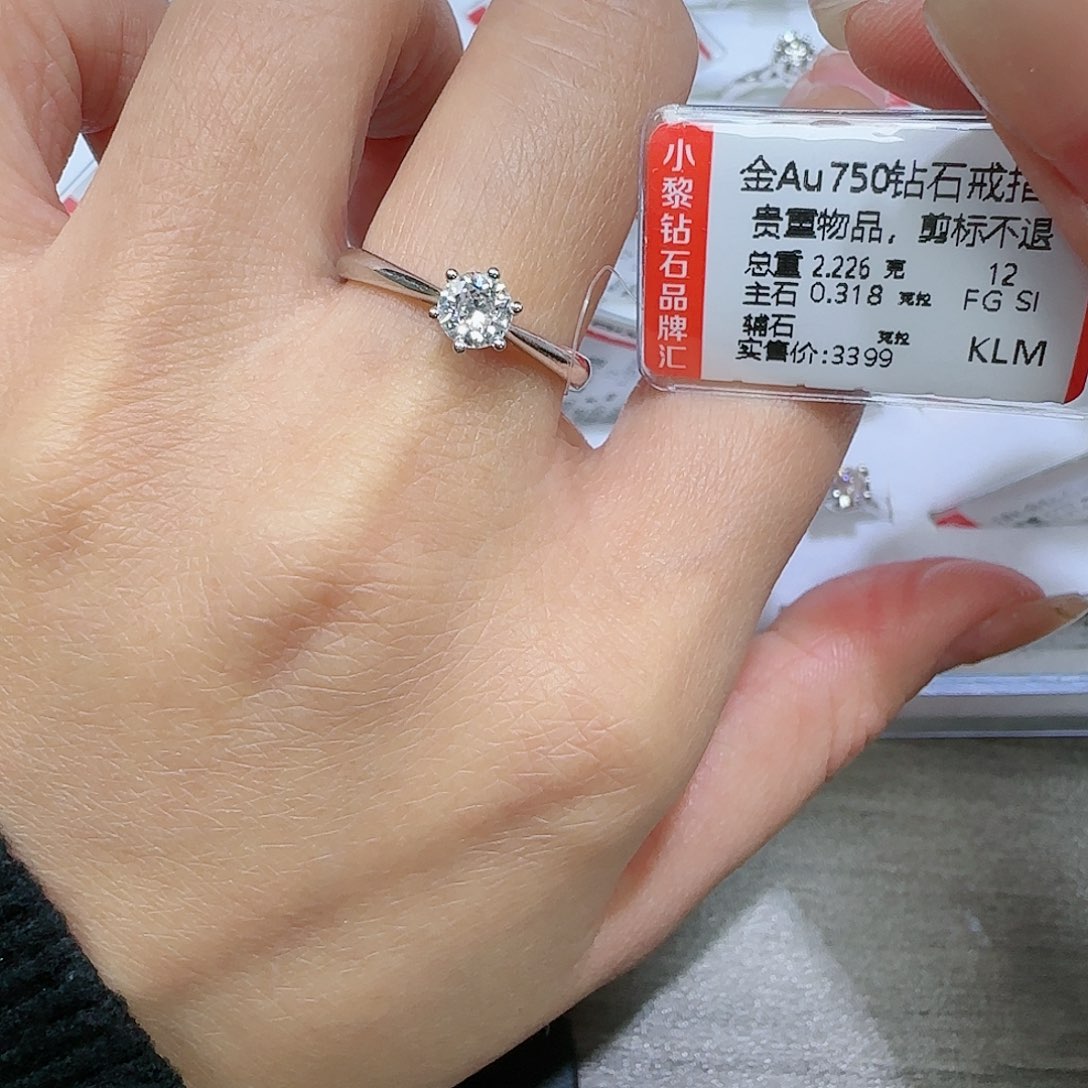 小黎钻石品牌汇
金Au750钻石戒指
贵重物品，剪标不退
总重 2.226 克 12
主石 0.318 克拉 FG SI
辅石 克拉
实售价:3399 KLM